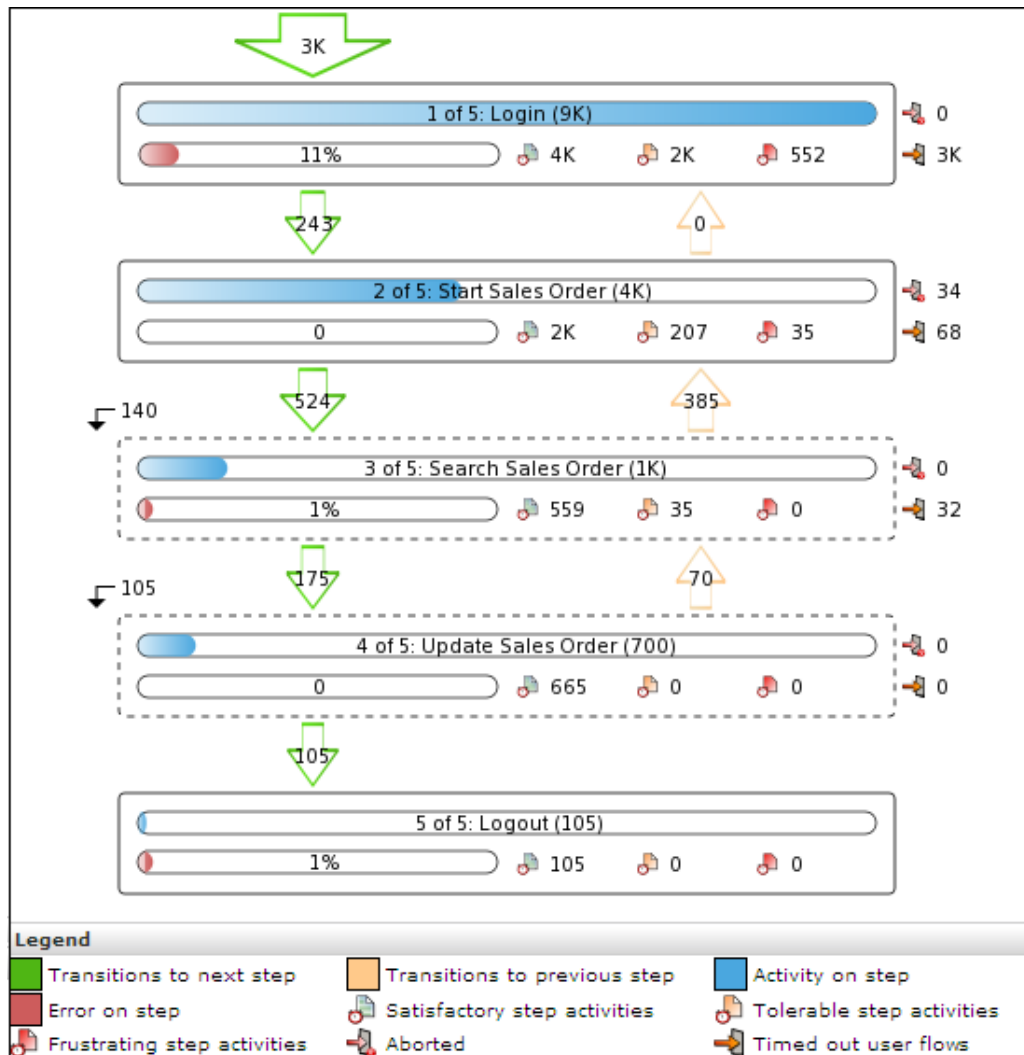 3K
1 of 5: Login (9K)
0
11%
4K
2K
552
3K
243
0
2 of 5: Start Sales Order (4K)
34
0
2K
207
35
68
524
385
140
3 of 5: Search Sales Order (1K)
0
1%
559
35
0
32
175
70
105
4 of 5: Update Sales Order (700)
0
0
665
0
0
0
105
5 of 5: Logout (105)
1%
105
0
0
Legend
Transitions to next step
Transitions to previous step
Activity on step
Error on step
Satisfactory step activities
Tolerable step activities
Frustrating step activities
Aborted
Timed out user flows